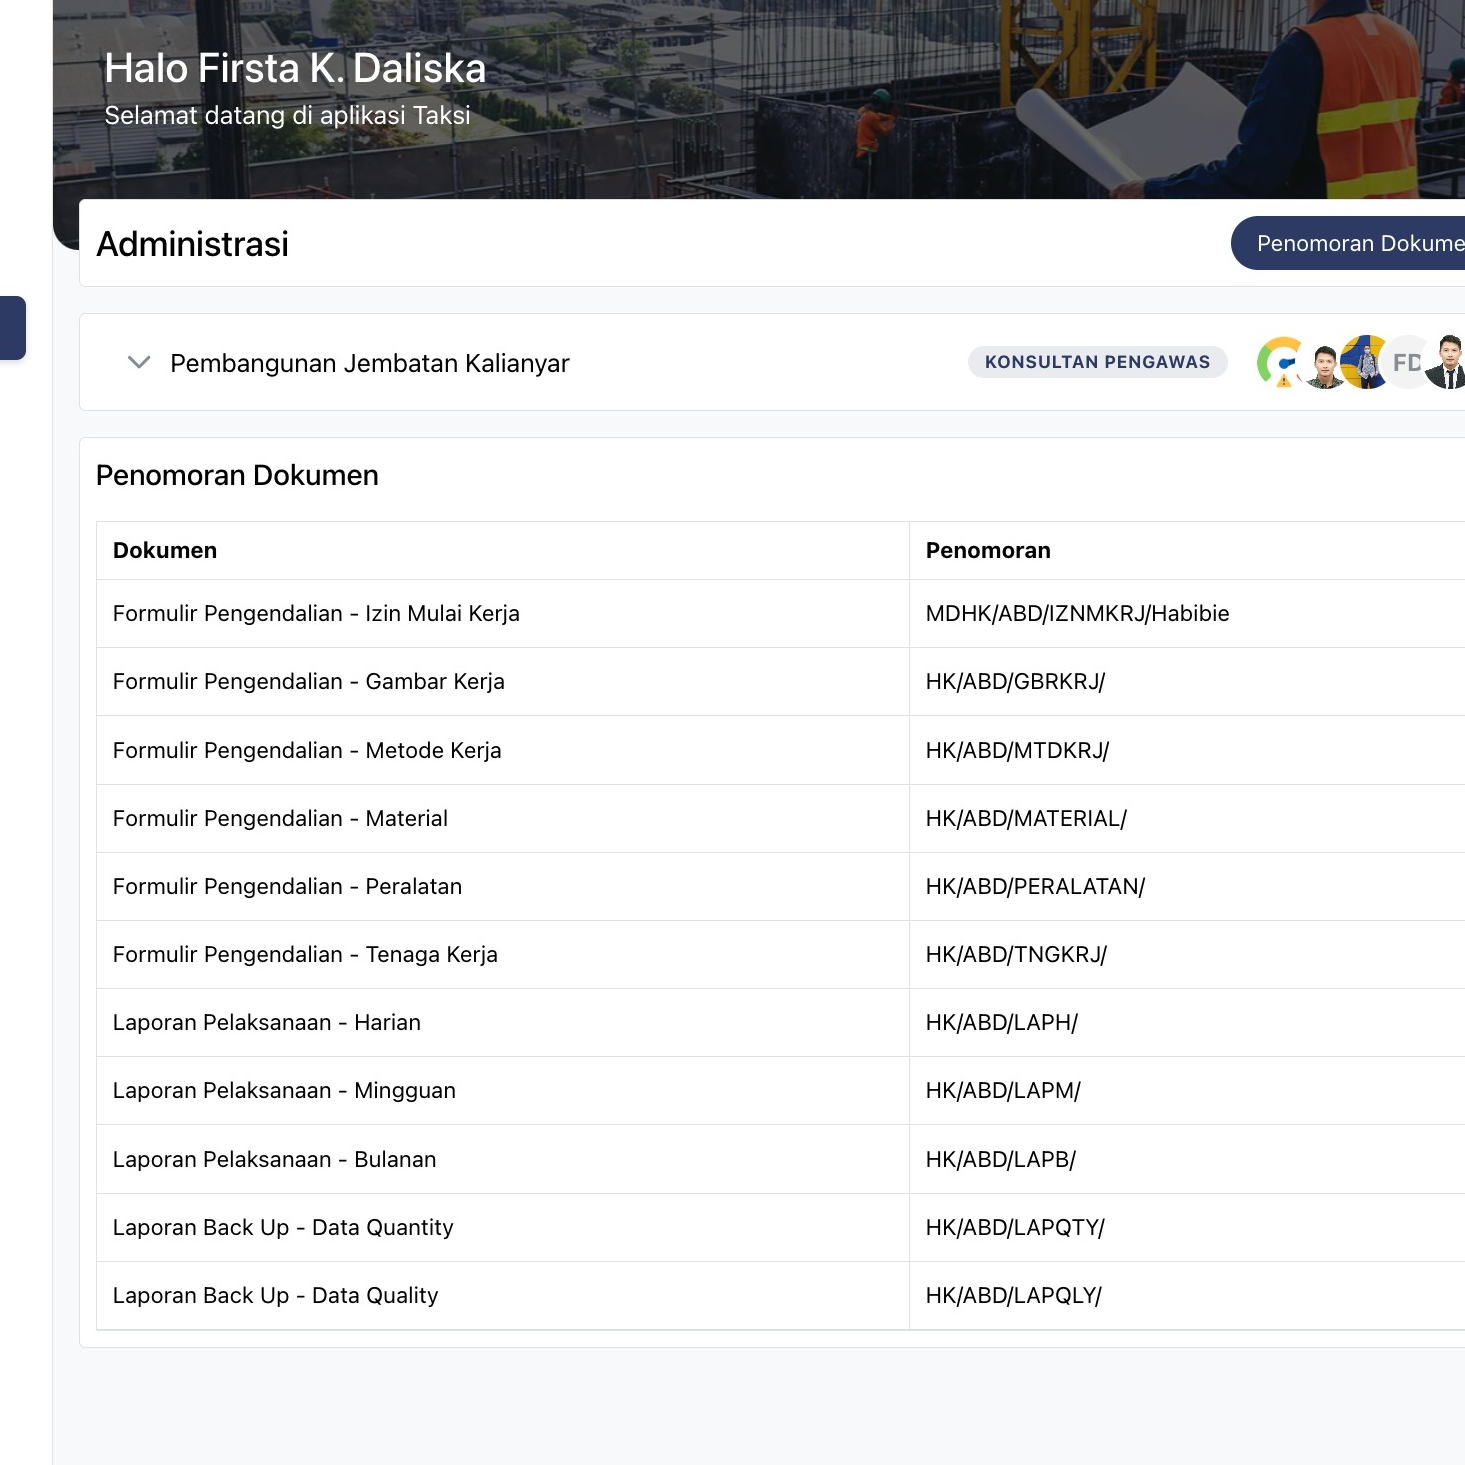 Halo Firsta K. Daliska
Selamat datang di aplikasi Taksi
Administrasi
Penomoran Dokume
Pembangunan Jembatan Kalianyar
KONSULTAN PENGAWAS
FD
Penomoran Dokumen
Dokumen Penomoran
Formulir Pengendalian - Izin Mulai Kerja MDHK/ABD/IZNMKRJ/Habibie
Formulir Pengendalian - Gambar Kerja HK/ABD/GBRKRJ/
Formulir Pengendalian - Metode Kerja HK/ABD/MTDKRJ/
Formulir Pengendalian - Material HK/ABD/MATERIAL/
Formulir Pengendalian - Peralatan HK/ABD/PERALATAN/
Formulir Pengendalian - Tenaga Kerja HK/ABD/TNGKRJ/
Laporan Pelaksanaan - Harian HK/ABD/LAPH/
Laporan Pelaksanaan - Mingguan HK/ABD/LAPM/
Laporan Pelaksanaan - Bulanan HK/ABD/LAPB/
Laporan Back Up - Data Quantity HK/ABD/LAPQTY/
Laporan Back Up - Data Quality HK/ABD/LAPQLY/